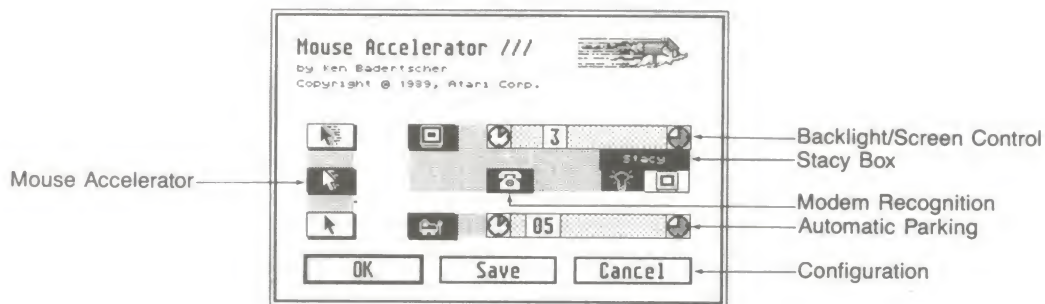 Mouse Accelerator ///
by Ken Badertscher
Copyright @ 1989, Atari Corp.
3
Backlight/Screen Control
Stacy
Stacy Box
Mouse Accelerator
Modem Recognition
05
Automatic Parking
OK
Save
Cancel
Configuration